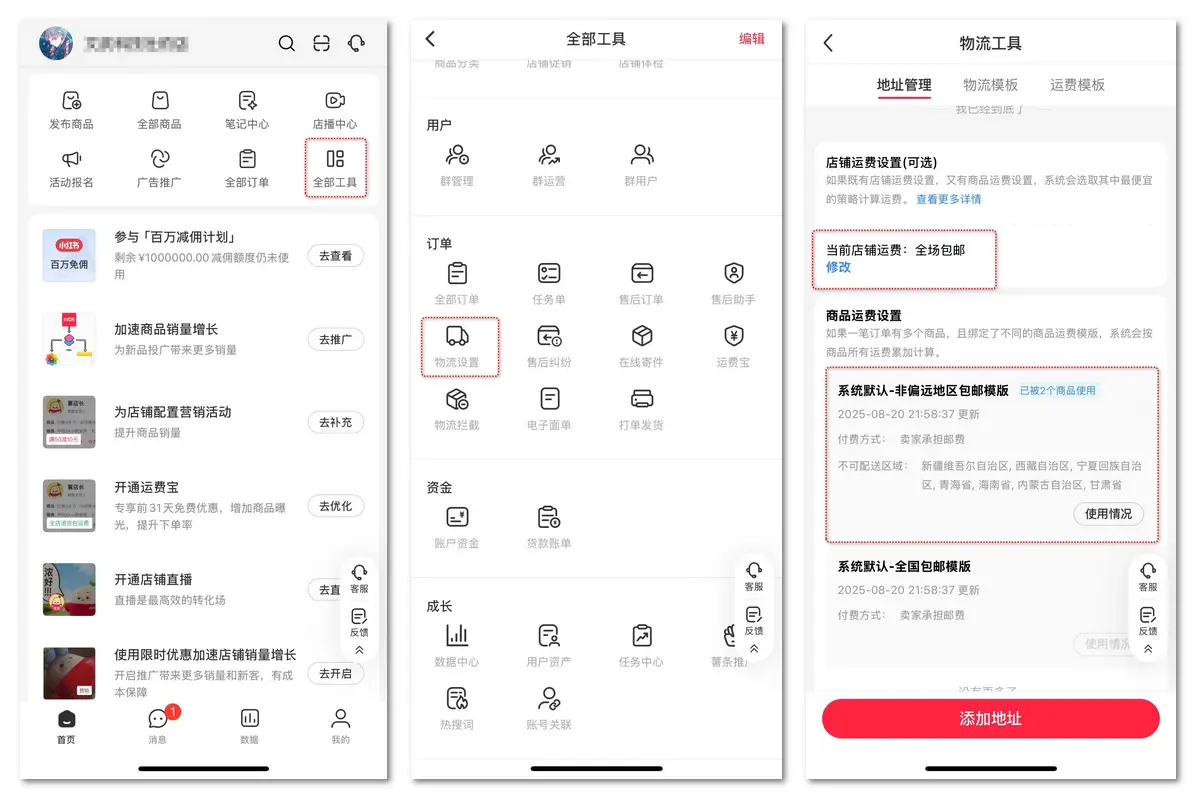 发布商品
全部商品
笔记中心
店播中心
活动报名
广告推广
全部订单
全部工具
小红书
百万免佣
参与「百万减佣计划」
剩余 ¥1000000.00 减佣额度仍未使
用
去查看
加速商品销量增长
为新品投广带来更多销量
去推广
为店铺配置营销活动
提升商品销量
去补充
薯店长
满50减10元
开通运费宝
专享前31天免费优惠，增加商品曝
光，提升下单率
去优化
薯店长
全店退货包运费
开通店铺直播
直播是最高效的转化场
去直
使用限时优惠加速店铺销量增长
开启推广带来更多销量和新客，有成
本保障
去开启
客服
反馈
首页
1
消息
数据
我的
全部工具
编辑
商品分类
店铺促销
店铺体检
用户
群管理
群运营
群用户
订单
全部订单
任务单
售后订单
售后助手
物流设置
售后纠纷
在线寄件
运费宝
物流拦截
电子面单
打单发货
资金
账户资金
货款账单
成长
数据中心
用户资产
任务中心
薯条推广
热搜词
账号关联
客服
反馈
物流工具
地址管理
物流模板
运费模板
我已经到底了
店铺运费设置(可选)
如果既有店铺运费设置，又有商品运费设置，系统会选取其中最便宜
的策略计算运费。 查看更多详情
当前店铺运费：全场包邮
修改
商品运费设置
如果一笔订单有多个商品，且绑定了不同的商品运费模版，系统会按
商品所有运费累加计算。
系统默认-非偏远地区包邮模版 已被2个商品使用
2025-08-20 21:58:37 更新
付费方式： 卖家承担邮费
不可配送区域： 新疆维吾尔自治区, 西藏自治区, 宁夏回族自治
区, 青海省, 海南省, 内蒙古自治区, 甘肃省
使用情况
系统默认-全国包邮模版
2025-08-20 21:58:37 更新
付费方式： 卖家承担邮费
使用情况
客服
反馈
没有更多了
添加地址